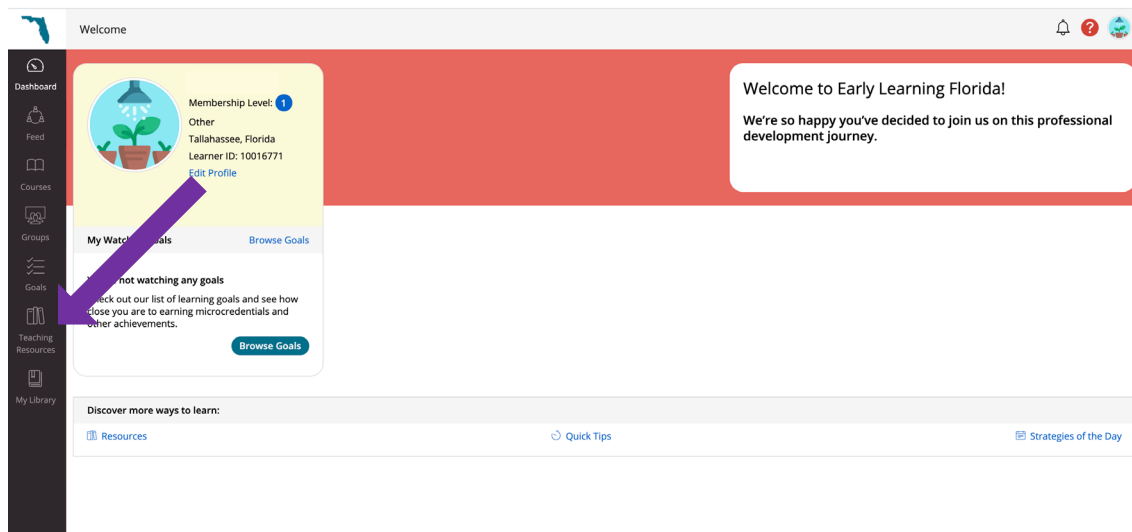 Welcome
?
Dashboard
Feed
Courses
Groups
Goals
Teaching
Resources
My Library
Membership Level: 1
Other
Tallahassee, Florida
Learner ID: 10016771
Edit Profile
My Watch
Browse Goals
not watching any goals
out our list of learning goals and see how
close you are to earning microcredentials and
other achievements.
Browse Goals
Welcome to Early Learning Florida!
We're so happy you've decided to join us on this professional
development journey.
Discover more ways to learn:
Resources
Quick Tips
Strategies of the Day